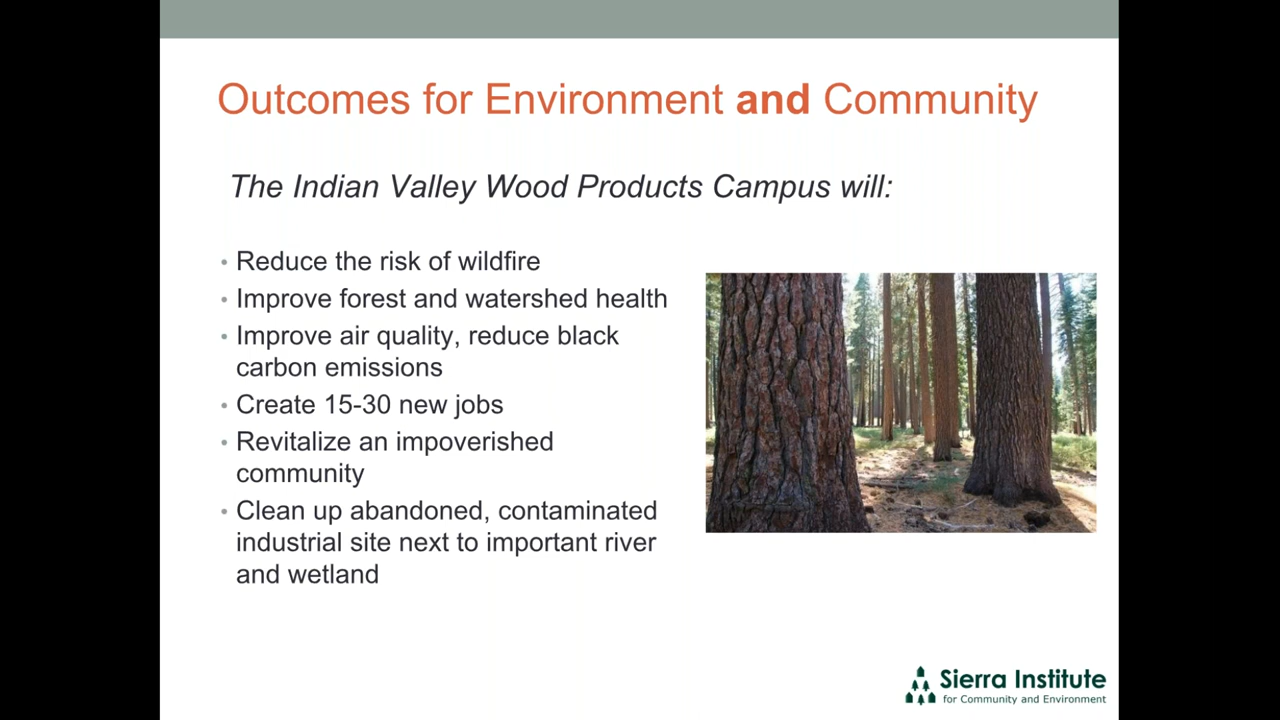 Outcomes for Environment and Community
The Indian Valley Wood Products Campus will:
• Reduce the risk of wildfire
• Improve forest and watershed health
• Improve air quality, reduce black
carbon emissions
• Create 15-30 new jobs
• Revitalize an impoverished
community
• Clean up abandoned, contaminated
industrial site next to important river
and wetland
Sierra Institute
for Community and Environment